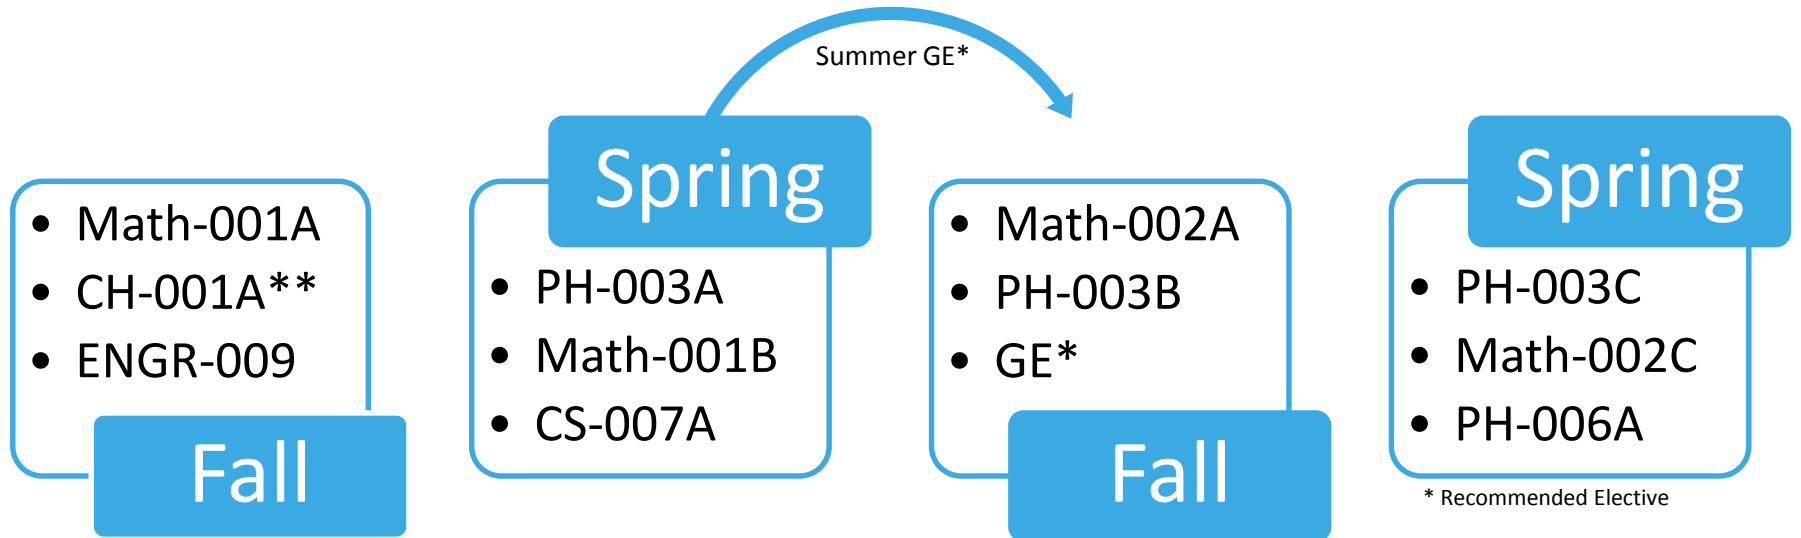 Summer GE*
• Math-001A
• CH-001A**
• ENGR-009
Fall
Spring
• PH-003A
• Math-001B
• CS-007A
• Math-002A
• PH-003B
• GE*
Fall
Spring
• PH-003C
• Math-002C
• PH-006A
* Recommended Elective